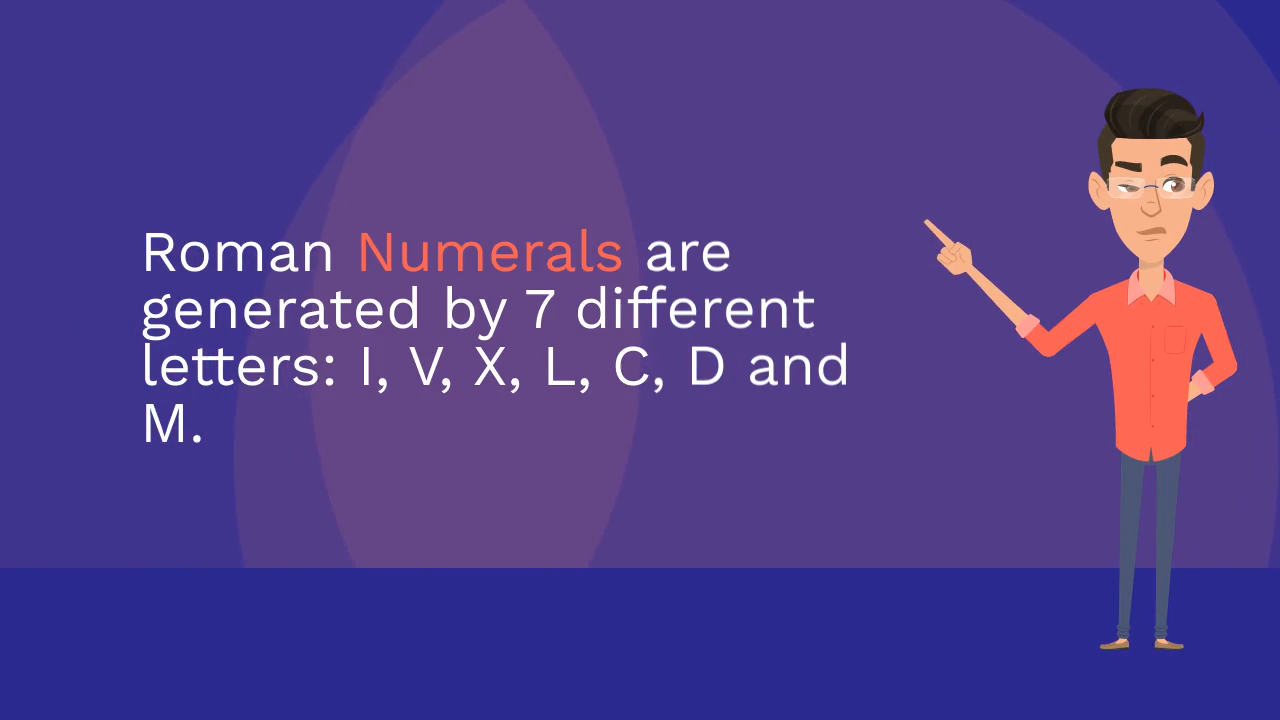 Roman Numerals are
generated by 7 different
letters: I, V, X, L, C, D and
M.